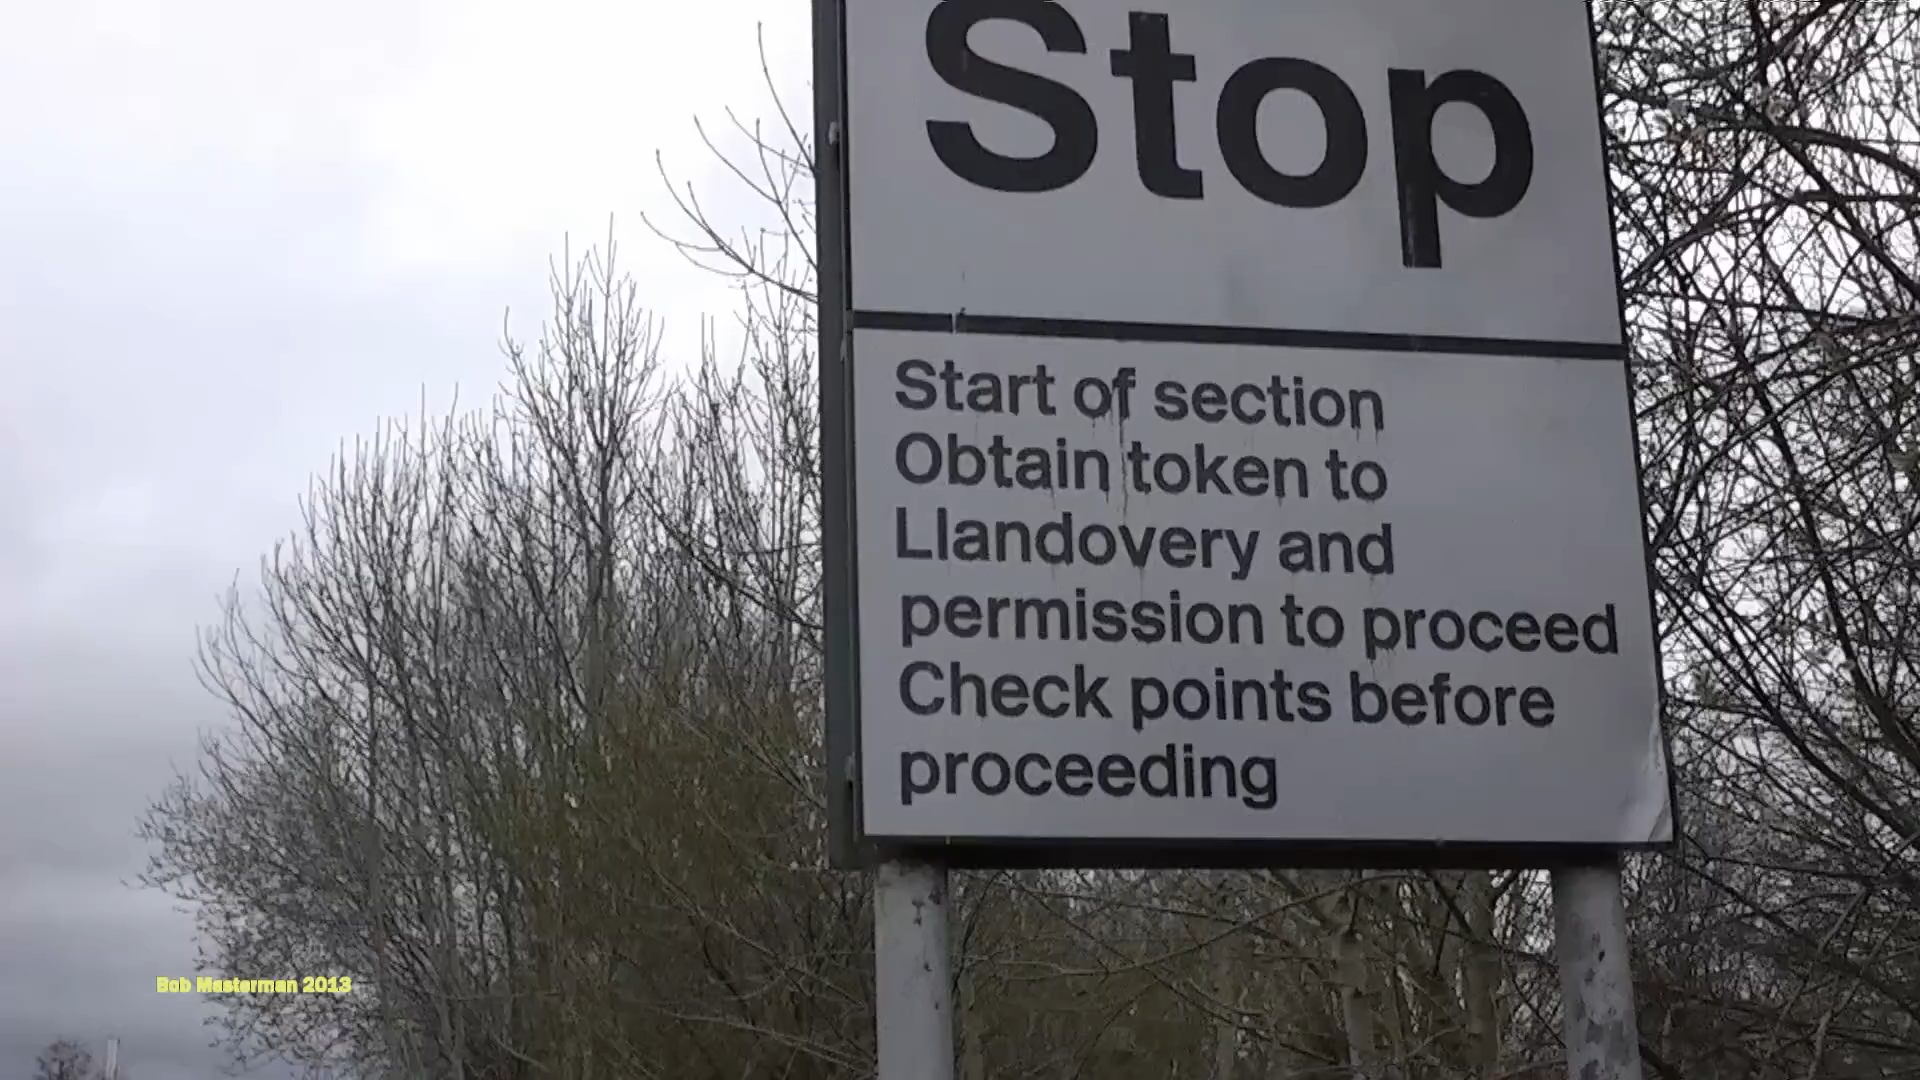 Stop
Start of section
Obtain token to
Llandovery and
permission to proceed
Check points before
proceeding
Bob Masterman 2013